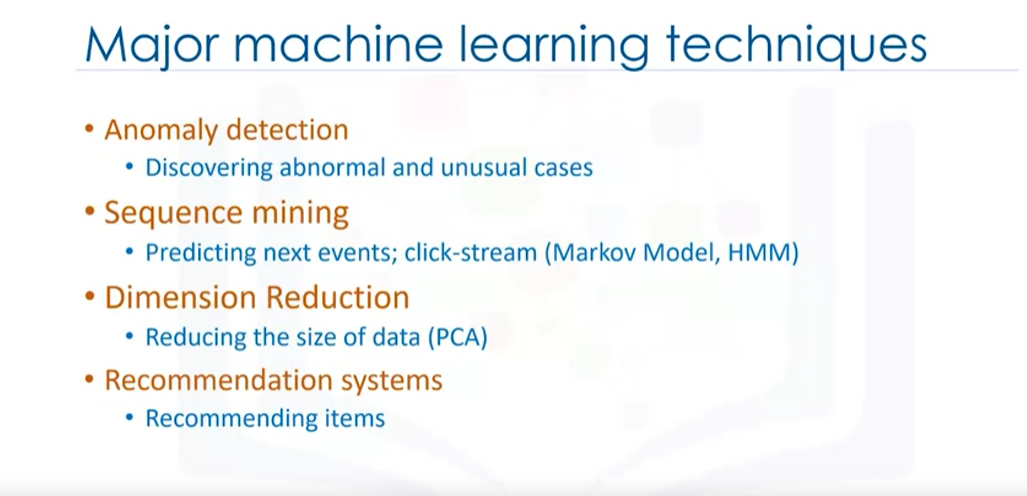 Major machine learning techniques
• Anomaly detection
• Discovering abnormal and unusual cases
• Sequence mining
• Predicting next events; click-stream (Markov Model, HMM)
• Dimension Reduction
• Reducing the size of data (PCA)
• Recommendation systems
• Recommending items